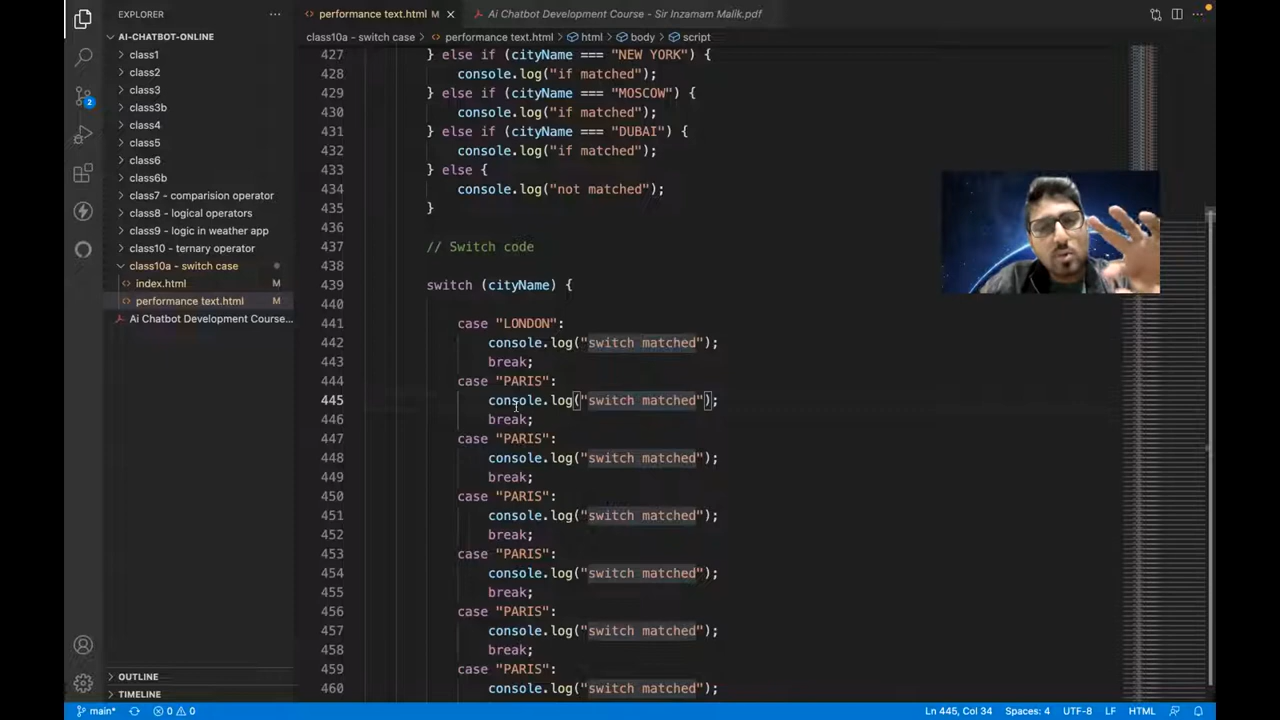 EXPLORER
performance text.html M
Ai Chatbot Development Course - Sir Inzamam Malik.pdf
AI-CHATBOT-ONLINE
class10a - switch case > performance text.html > html > body > script
class1
class2
class3
class3b
class4
class5
class6
class6b
class7 - comparision operator
class8 - logical operators
class9 - logic in weather app
class10 - ternary operator
class10a - switch case
index.html M
performance text.html M
Ai Chatbot Development Course...
OUTLINE
TIMELINE
2
427 } else if (cityName === "NEW YORK") {
428 console.log("if matched");
429 } else if (cityName === "MOSCOW") {
430 console.log("if matched");
431 } else if (cityName === "DUBAI") {
432 console.log("if matched");
433 } else {
434 console.log("not matched");
435 }
436
437 // Switch code
438
439 switch (cityName) {
440
441 case "LONDON":
442 console.log("switch matched");
443 break;
444 case "PARIS":
445 console.log("switch matched");
446 break;
447 case "PARIS":
448 console.log("switch matched");
449 break;
450 case "PARIS":
451 console.log("switch matched");
452 break;
453 case "PARIS":
454 console.log("switch matched");
455 break;
456 case "PARIS":
457 console.log("switch matched");
458 break;
459 case "PARIS":
460 console.log("switch matched");
main* 0 0 Ln 445, Col 34 Spaces: 4 UTF-8 LF HTML